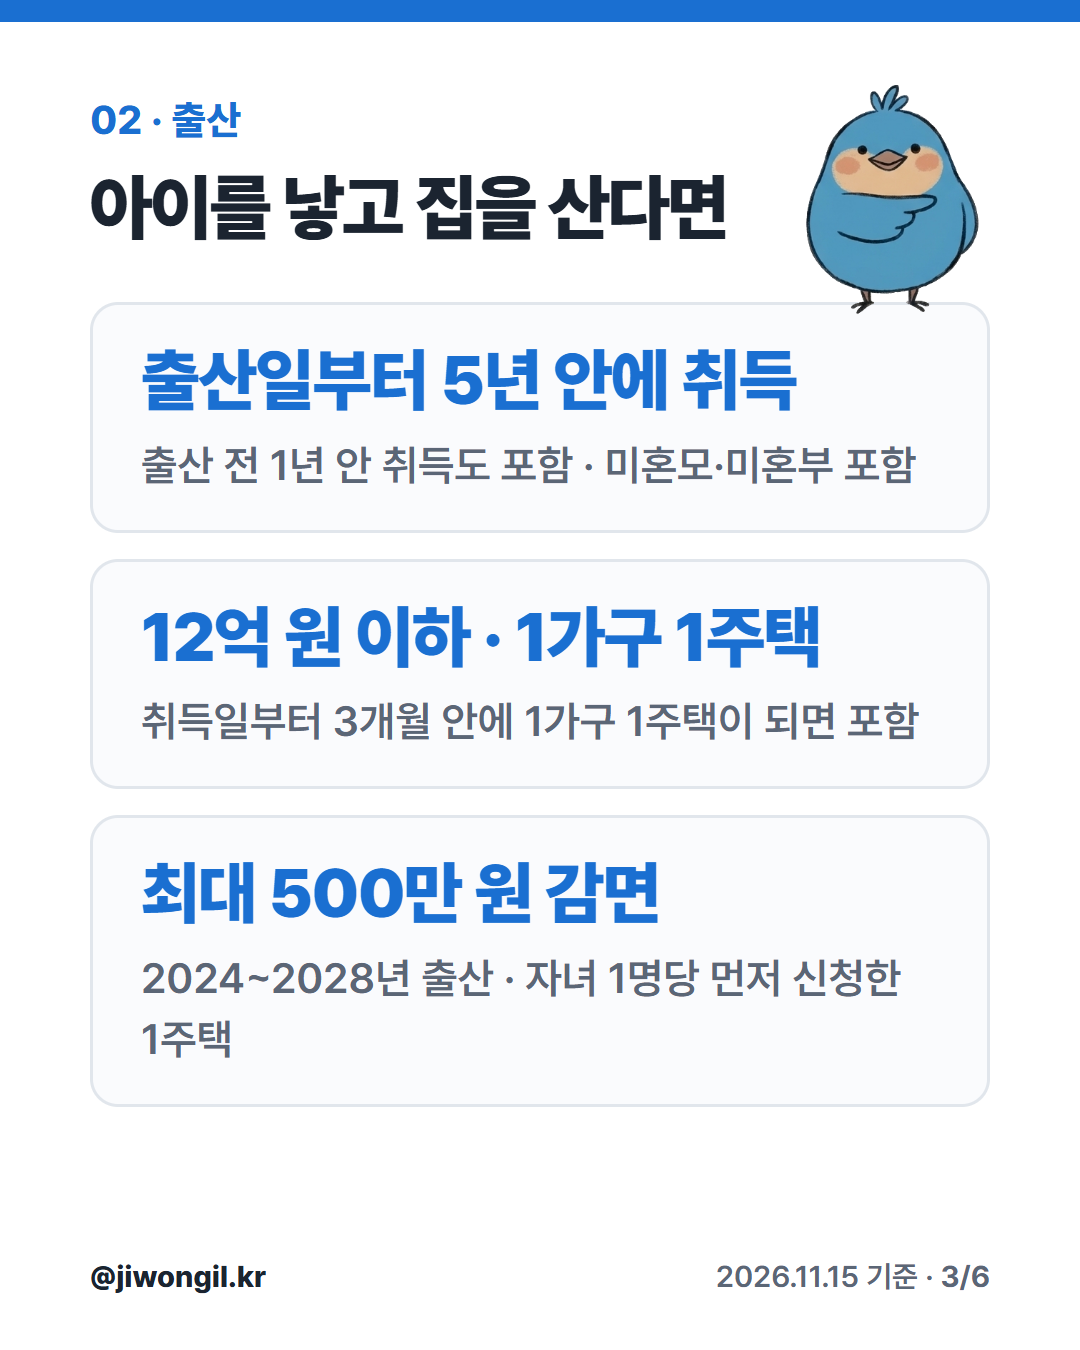 02 · 출산
아이를 낳고 집을 산다면
출산일부터 5년 안에 취득
출산 전 1년 안 취득도 포함 · 미혼모·미혼부 포함
12억 원 이하 · 1가구 1주택
취득일부터 3개월 안에 1가구 1주택이 되면 포함
최대 500만 원 감면
2024~2028년 출산 · 자녀 1명당 먼저 신청한
1주택
@jiwongil.kr
2026.11.15 기준 · 3/6